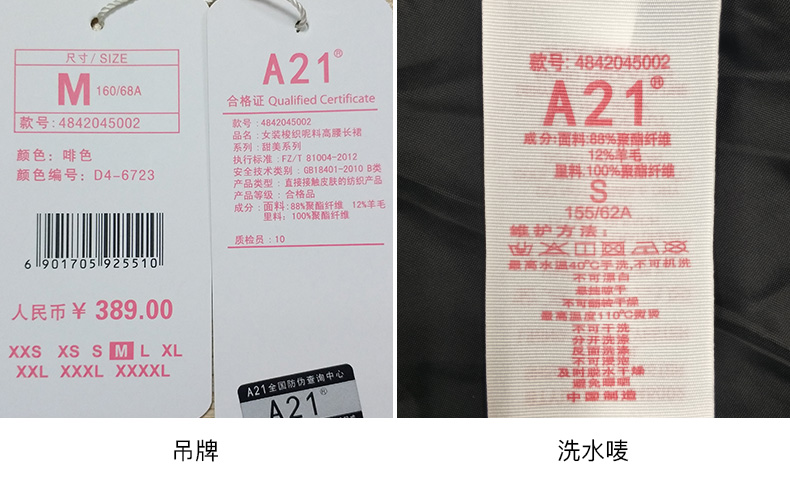 尺寸/SIZE
M 160/68A
款号:4842045002
颜色:啡色
颜色编号:D4-6723
6 901705 925510
人民币¥ 389.00
XXS XS S M L XL
XXL XXXL XXXXL
A21®
合格证 Qualified Certificate
款号:4842045002
品名:女装梭织呢料高腰长裙
系列:甜美系列
执行标准:FZ/T 81004-2012
安全技术类别:GB18401-2010 B类
产品类型:直接接触皮肤的纺织产品
产品等级:合格品
成分:面料:88%聚酯纤维 12%羊毛
里料:100%聚酯纤维
质检员:10
A21全国防伪查询中心
A21®
款号:4842045002
A21®
成分:面料:88%聚酯纤维
12%羊毛
里料:100%聚酯纤维
S
155/62A
维护方法:
最高水温40℃手洗,不可机洗
不可漂白
悬挂晾干
不可翻转干燥
最高温度110℃熨烫
不可干洗
分开洗涤
反面洗涤
不可浸泡
及时脱水干燥
避免曝晒
中国制造
吊牌
洗水唛